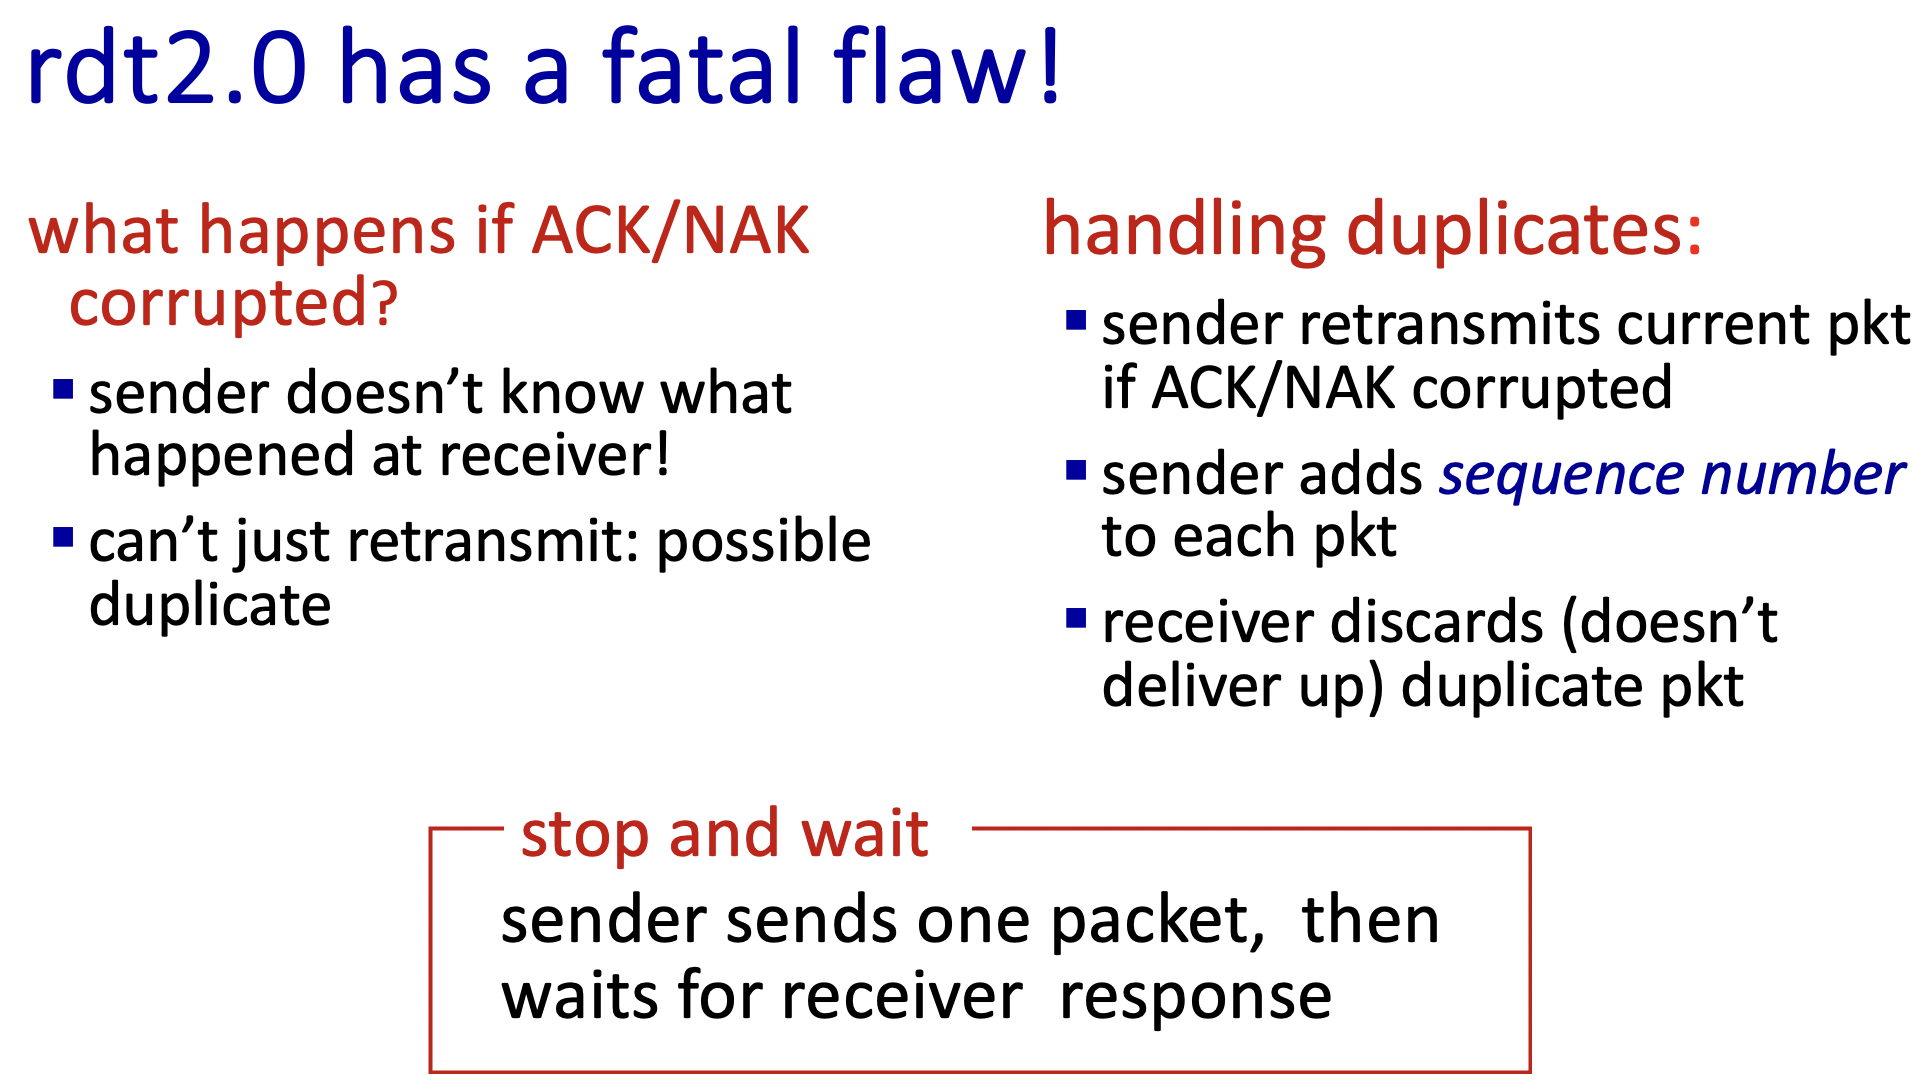 rdt2.0 has a fatal flaw!
what happens if ACK/NAK
corrupted?
sender doesn’t know what
happened at receiver!
can’t just retransmit: possible
duplicate
handling duplicates:
sender retransmits current pkt
if ACK/NAK corrupted
sender adds sequence number
to each pkt
receiver discards (doesn’t
deliver up) duplicate pkt
stop and wait
sender sends one packet, then
waits for receiver response